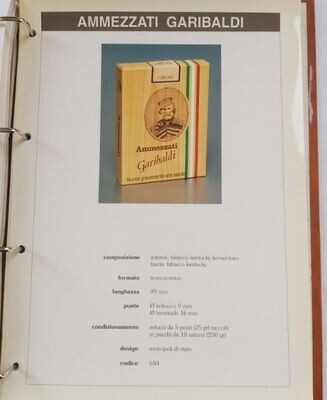 AMMEZZATI GARIBALDI
Ammezzati
Garibaldi
Nuoce gravemente alla salute
composizione interno: tabacco kentucky fermentato
fascia: tabacco kentucky
formato troncoconico
lunghezza 89 mm
punte Ø imbocco 9 mm
Ø terminale 16 mm
condizionamento astucci da 5 pezzi (25 gr) raccolti
in pacchi da 10 astucci (250 gr)
design monopoli di stato
codice 684